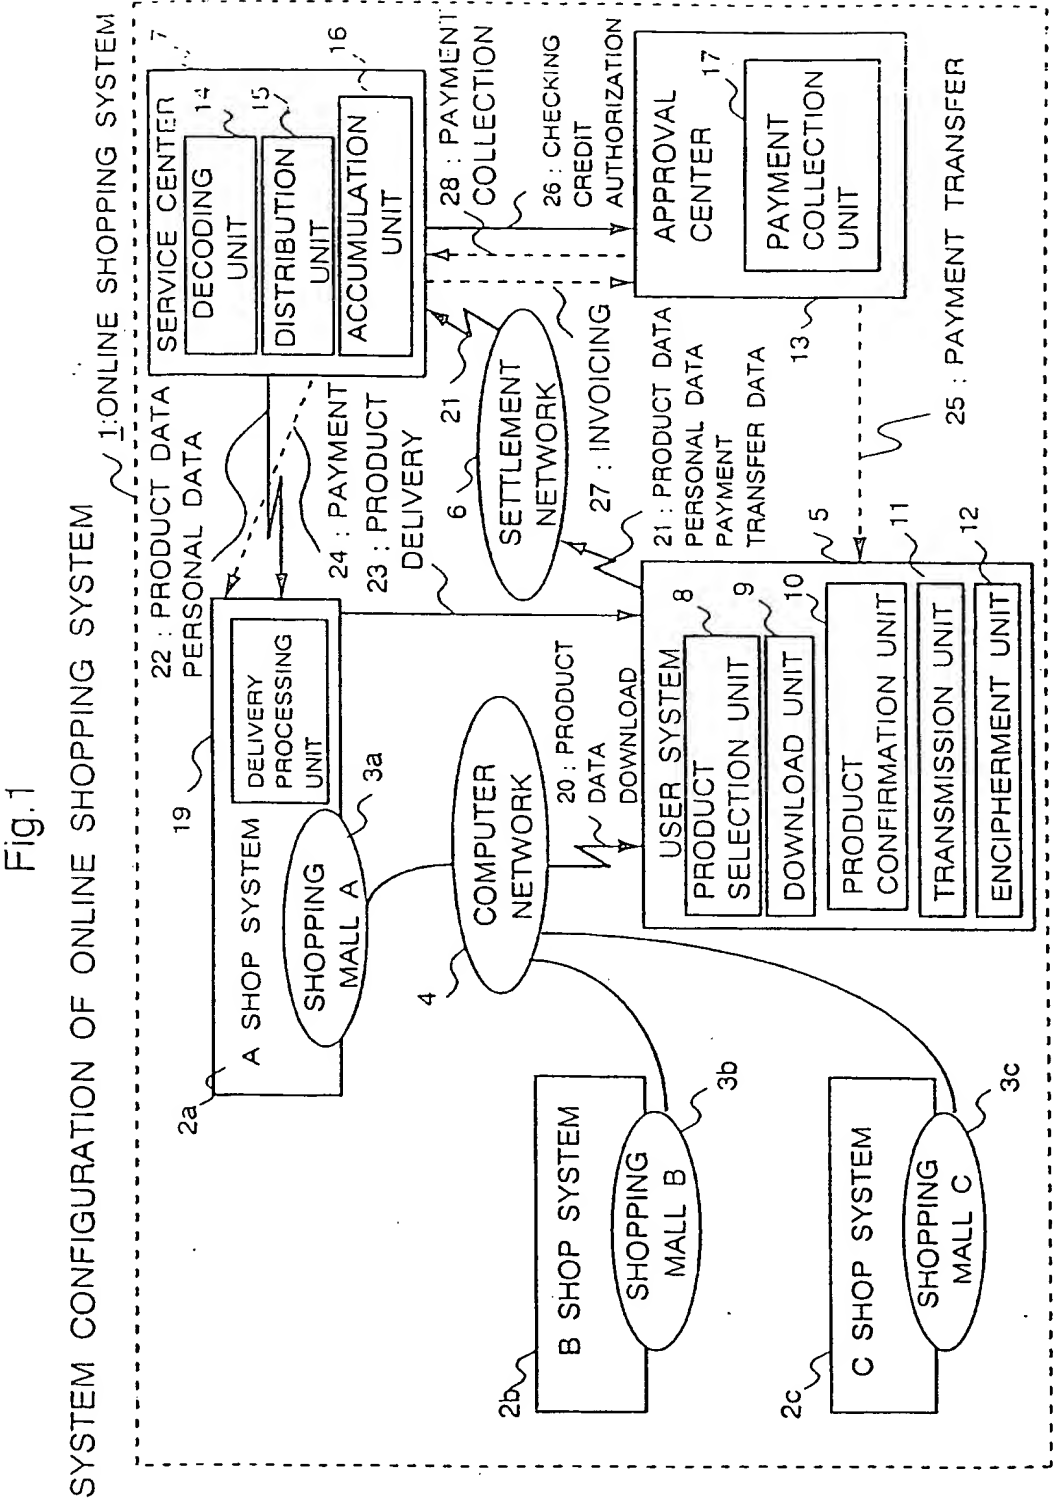 Fig.1
SYSTEM CONFIGURATION OF ONLINE SHOPPING SYSTEM
1:ONLINE SHOPPING SYSTEM
2a
A SHOP SYSTEM
19
DELIVERY
PROCESSING
UNIT
SHOPPING
MALL A
3a
22 : PRODUCT DATA
PERSONAL DATA
24 : PAYMENT
23 : PRODUCT
DELIVERY
7
SERVICE CENTER
14
DECODING
UNIT
15
DISTRIBUTION
UNIT
16
ACCUMULATION
UNIT
28 : PAYMENT
COLLECTION
26 : CHECKING
CREDIT
AUTHORIZATION
21
6
SETTLEMENT
NETWORK
27 : INVOICING
4
COMPUTER
NETWORK
20 : PRODUCT
DATA
DOWNLOAD
21 : PRODUCT DATA
PERSONAL DATA
PAYMENT
TRANSFER DATA
13
APPROVAL
CENTER
17
PAYMENT
COLLECTION
UNIT
25 : PAYMENT TRANSFER
2b
B SHOP SYSTEM
SHOPPING
MALL B
3b
5
USER SYSTEM
8
PRODUCT
SELECTION UNIT
9
DOWNLOAD UNIT
10
PRODUCT
CONFIRMATION UNIT
11
TRANSMISSION UNIT
12
ENCIPHERMENT UNIT
2c
C SHOP SYSTEM
SHOPPING
MALL C
3c